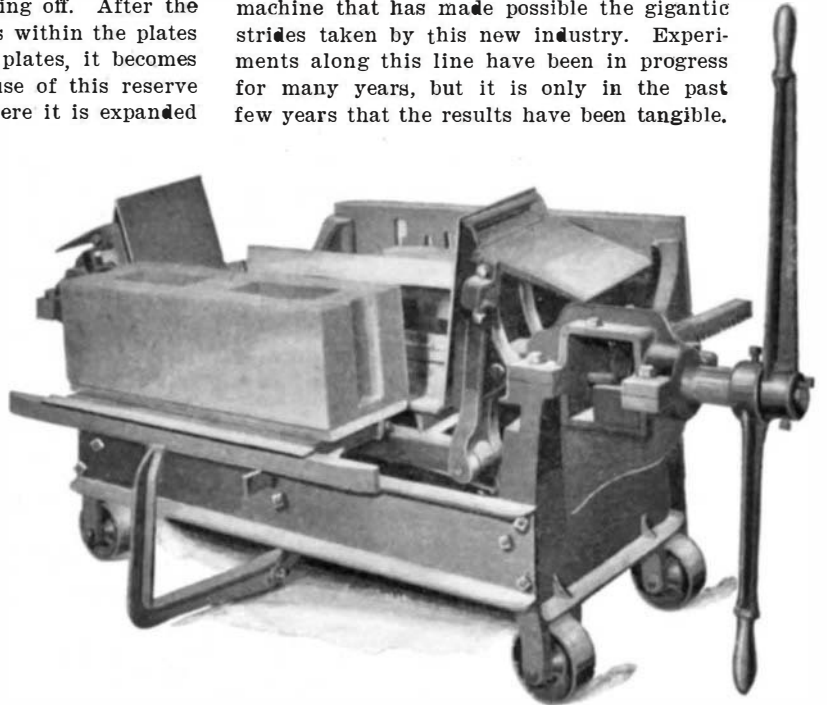 ing off. After the
s within the plates
plates, it becomes
use of this reserve
ere it is expanded
machine that has made possible the gigantic
strides taken by this new industry. Experi-
ments along this line have been in progress
for many years, but it is only in the past
few years that the results have been tangible.